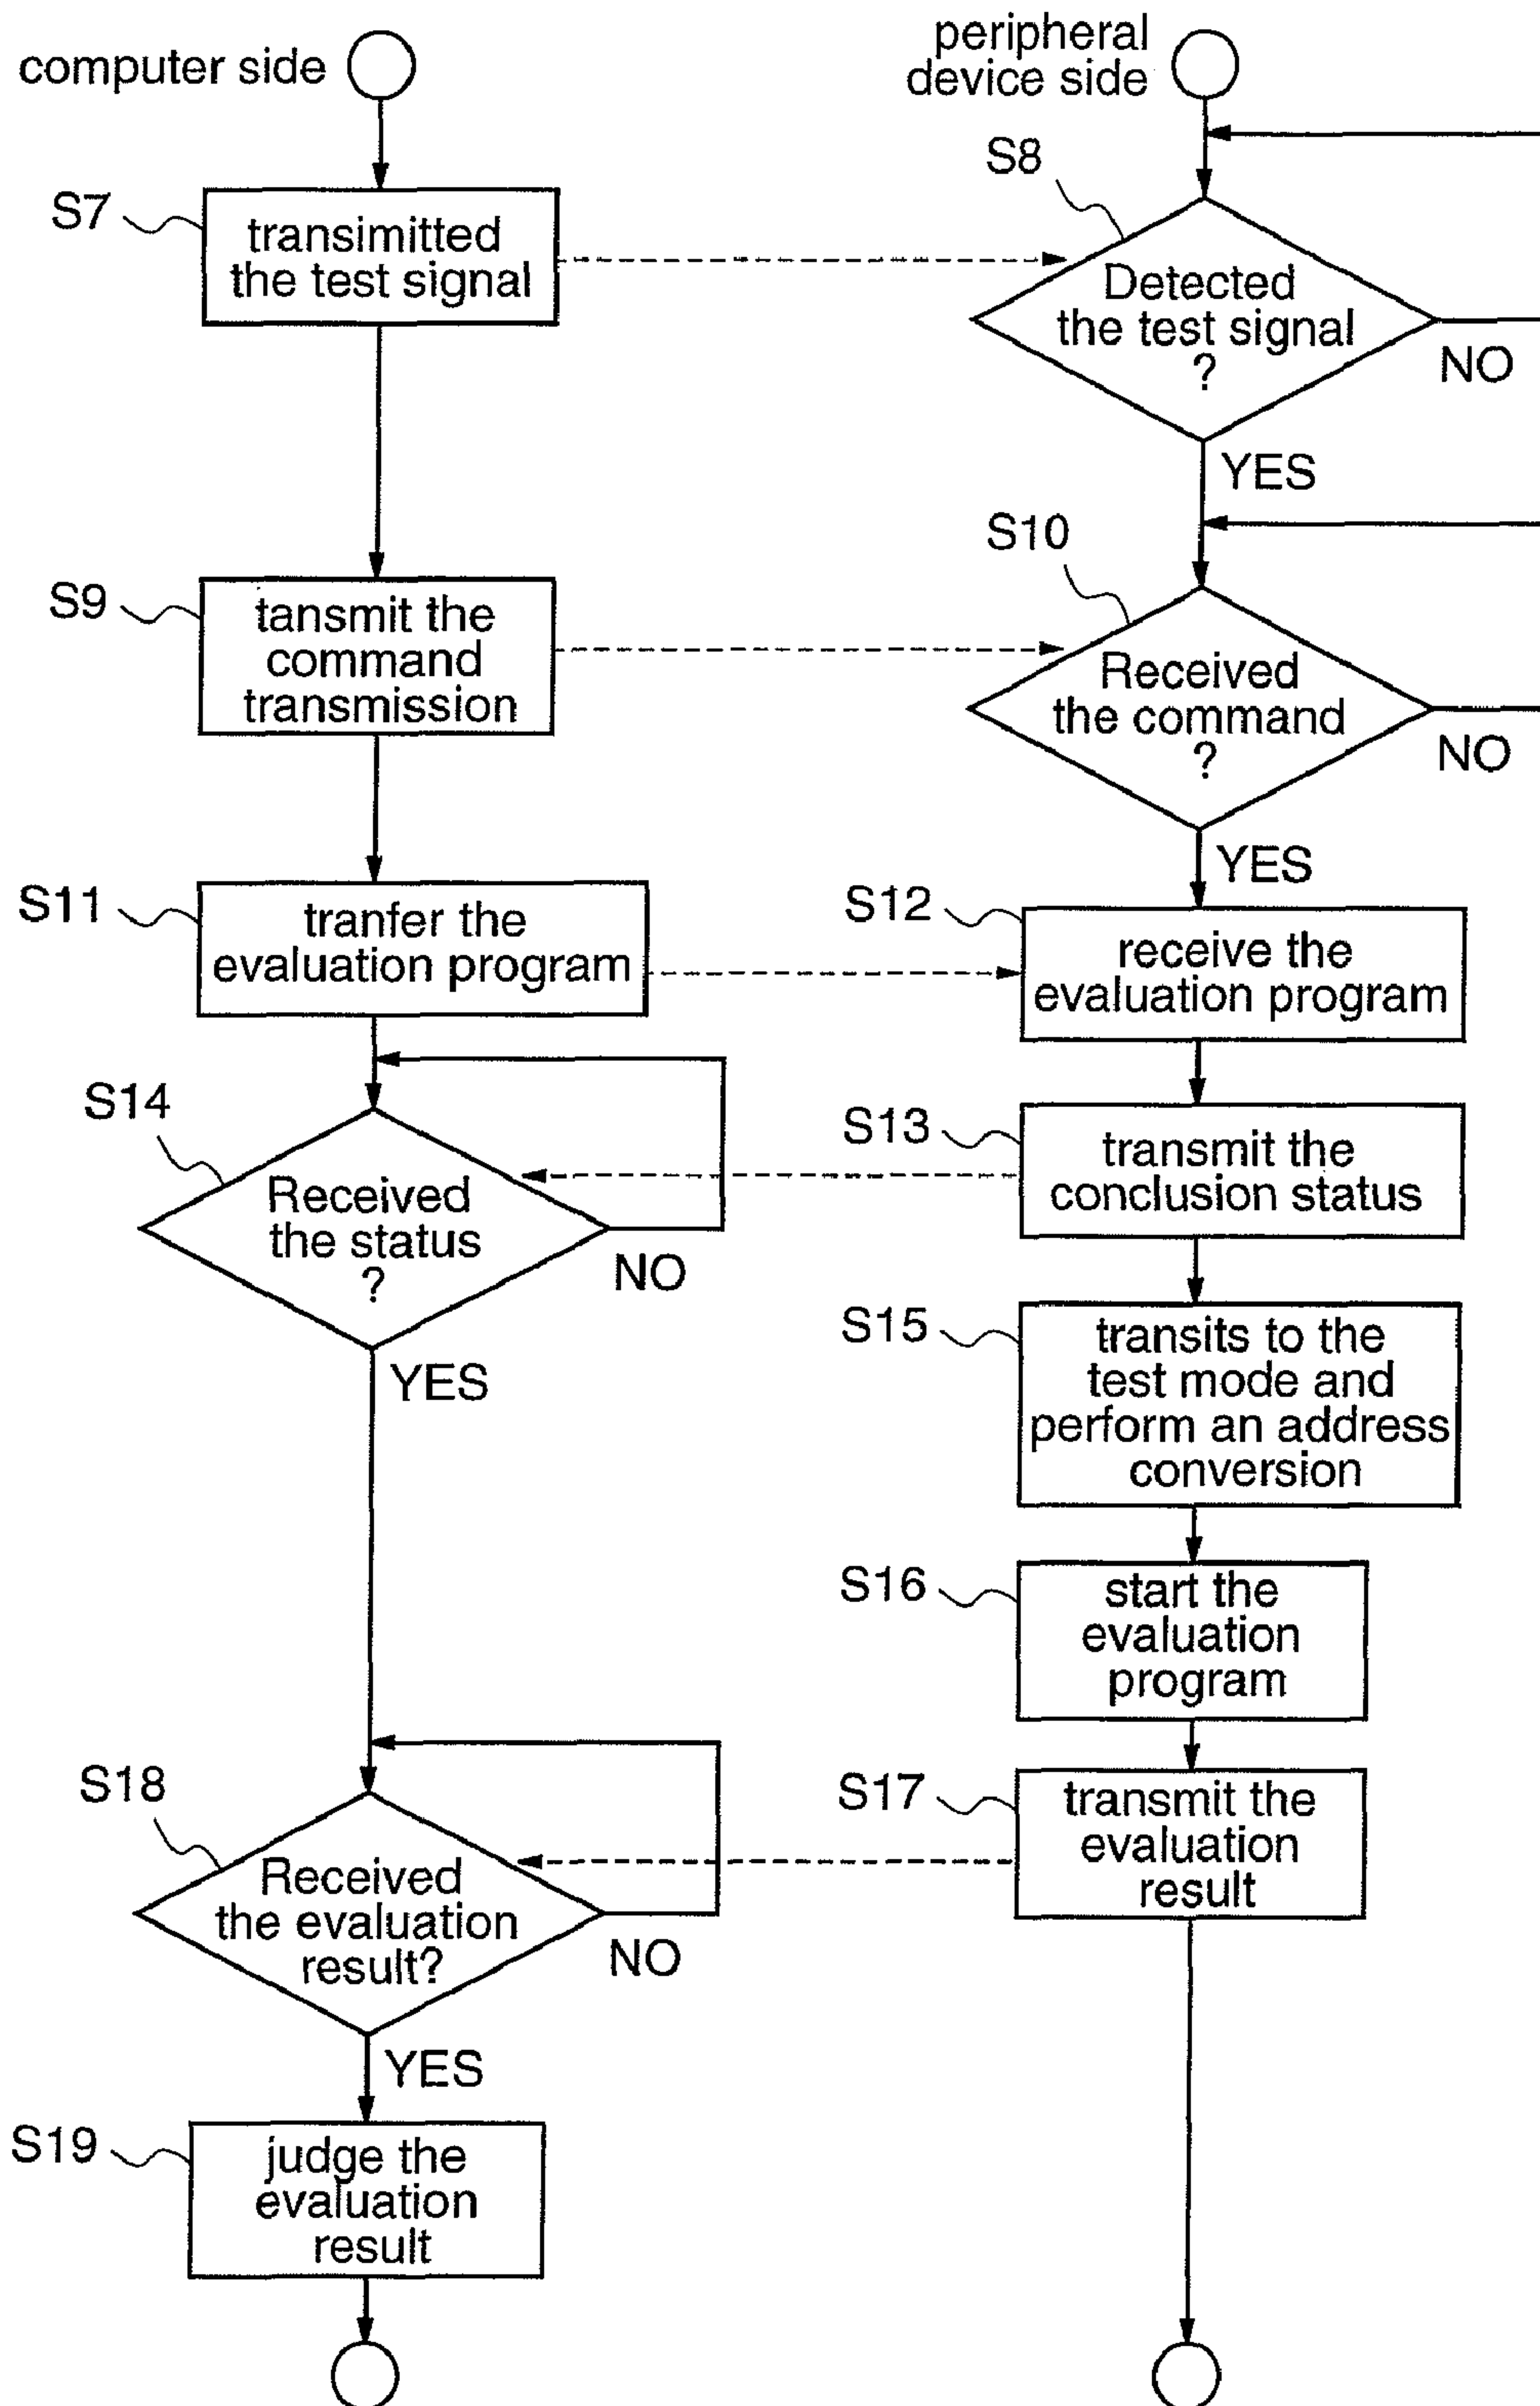 computer side
peripheral
device side
S7
transimitted
the test signal
S8
Detected
the test signal
?
NO
YES
S9
tansmit the
command
transmission
S10
Received
the command
?
NO
YES
S11
tranfer the
evaluation program
S12
receive the
evaluation program
S14
Received
the status
?
NO
YES
S13
transmit the
conclusion status
S15
transits to the
test mode and
perform an address
conversion
S16
start the
evaluation
program
S18
Received
the evaluation
result?
NO
YES
S17
transmit the
evaluation
result
S19
judge the
evaluation
result